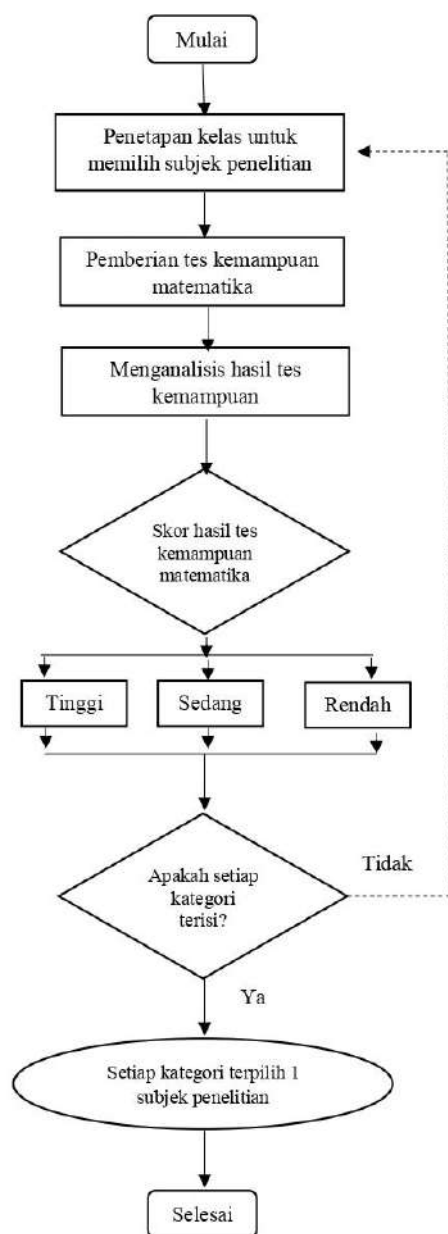 Mulai
Penetapan kelas untuk
memilih subjek penelitian
Pemberian tes kemampuan
matematika
Menganalisis hasil tes
kemampuan
Skor hasil tes
kemampuan
matematika
Tinggi
Sedang
Rendah
Apakah setiap
kategori
terisi?
Tidak
Ya
Setiap kategori terpilih 1
subjek penelitian
Selesai